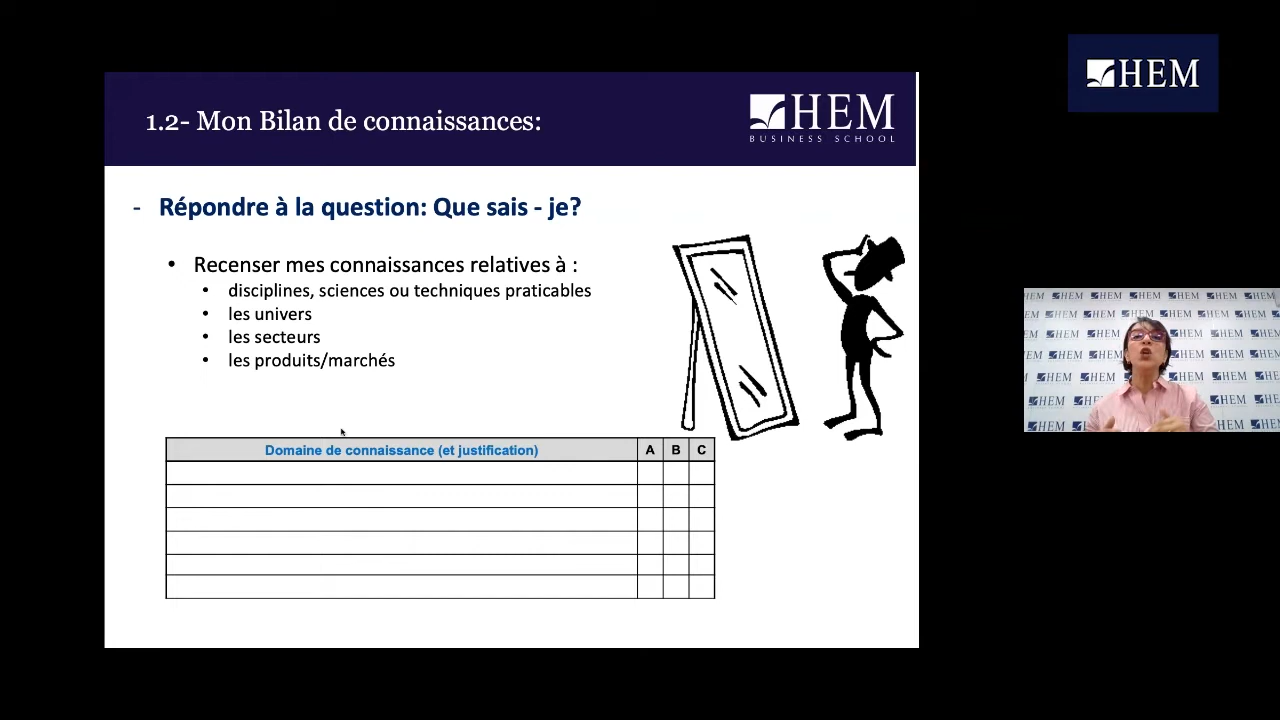 1.2- Mon Bilan de connaissances:
HEM
BUSINESS SCHOOL
HEM
- Répondre à la question: Que sais - je?
• Recenser mes connaissances relatives à :
• disciplines, sciences ou techniques praticables
• les univers
• les secteurs
• les produits/marchés
Domaine de connaissance (et justification) A B C